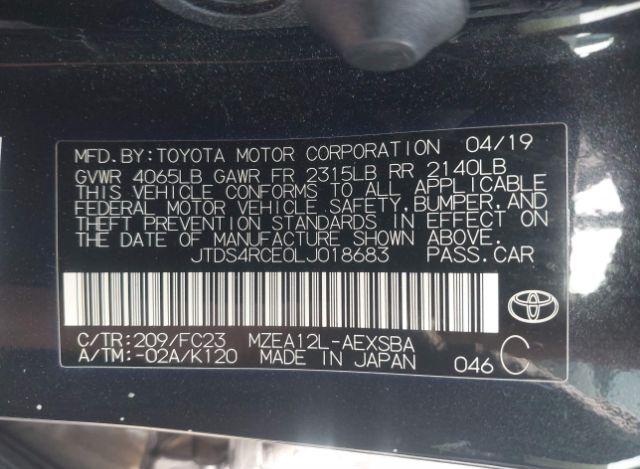 MFD.BY:TOYOTA MOTOR CORPORATION 04/19
GVWR 4065LB GAWR FR 2315LB RR 2140LB
THIS VEHICLE CONFORMS TO ALL APPLICABLE
FEDERAL MOTOR VEHICLE SAFETY, BUMPER, AND
THEFT PREVENTION STANDARDS IN EFFECT ON
THE DATE OF MANUFACTURE SHOWN ABOVE.
JTDS4RCE0LJ018683 PASS.CAR
C/TR:209/FC23 MZEA12L-AEXSBA
A/TM:-02A/K120 MADE IN JAPAN 046 C